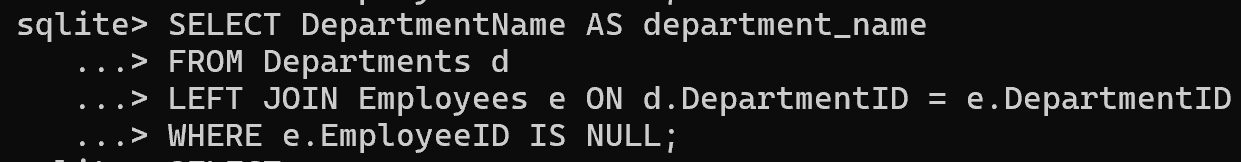 sqlite> SELECT DepartmentName AS department_name
   ...> FROM Departments d
   ...> LEFT JOIN Employees e ON d.DepartmentID = e.DepartmentID
   ...> WHERE e.EmployeeID IS NULL;